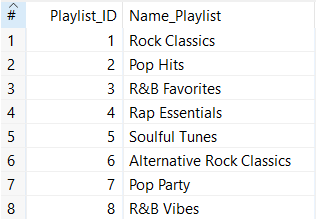 # Playlist_ID Name_Playlist
1 1 Rock Classics
2 2 Pop Hits
3 3 R&B Favorites
4 4 Rap Essentials
5 5 Soulful Tunes
6 6 Alternative Rock Classics
7 7 Pop Party
8 8 R&B Vibes